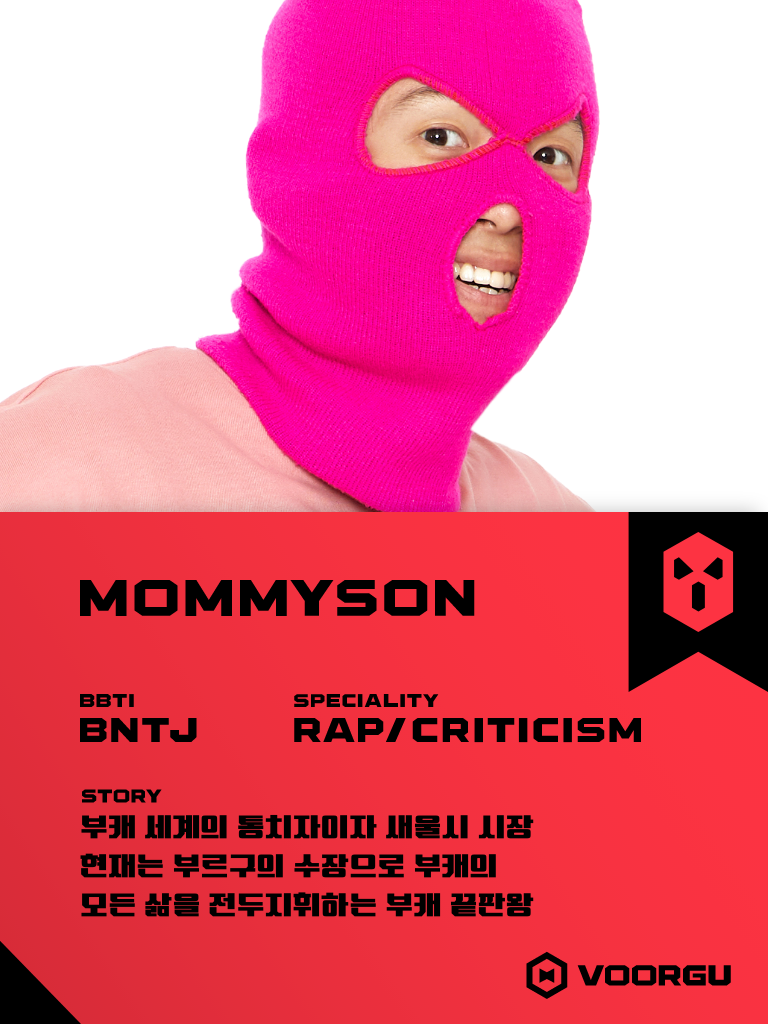 MOMMYSON
BBTI
BNTJ
SPECIALITY
RAP/CRITICISM
STORY
부캐 세계의 통치자이자 새울시 시장
현재는 부르구의 수장으로 부캐의
모든 삶을 전두지휘하는 부캐 끝판왕
VOORGU